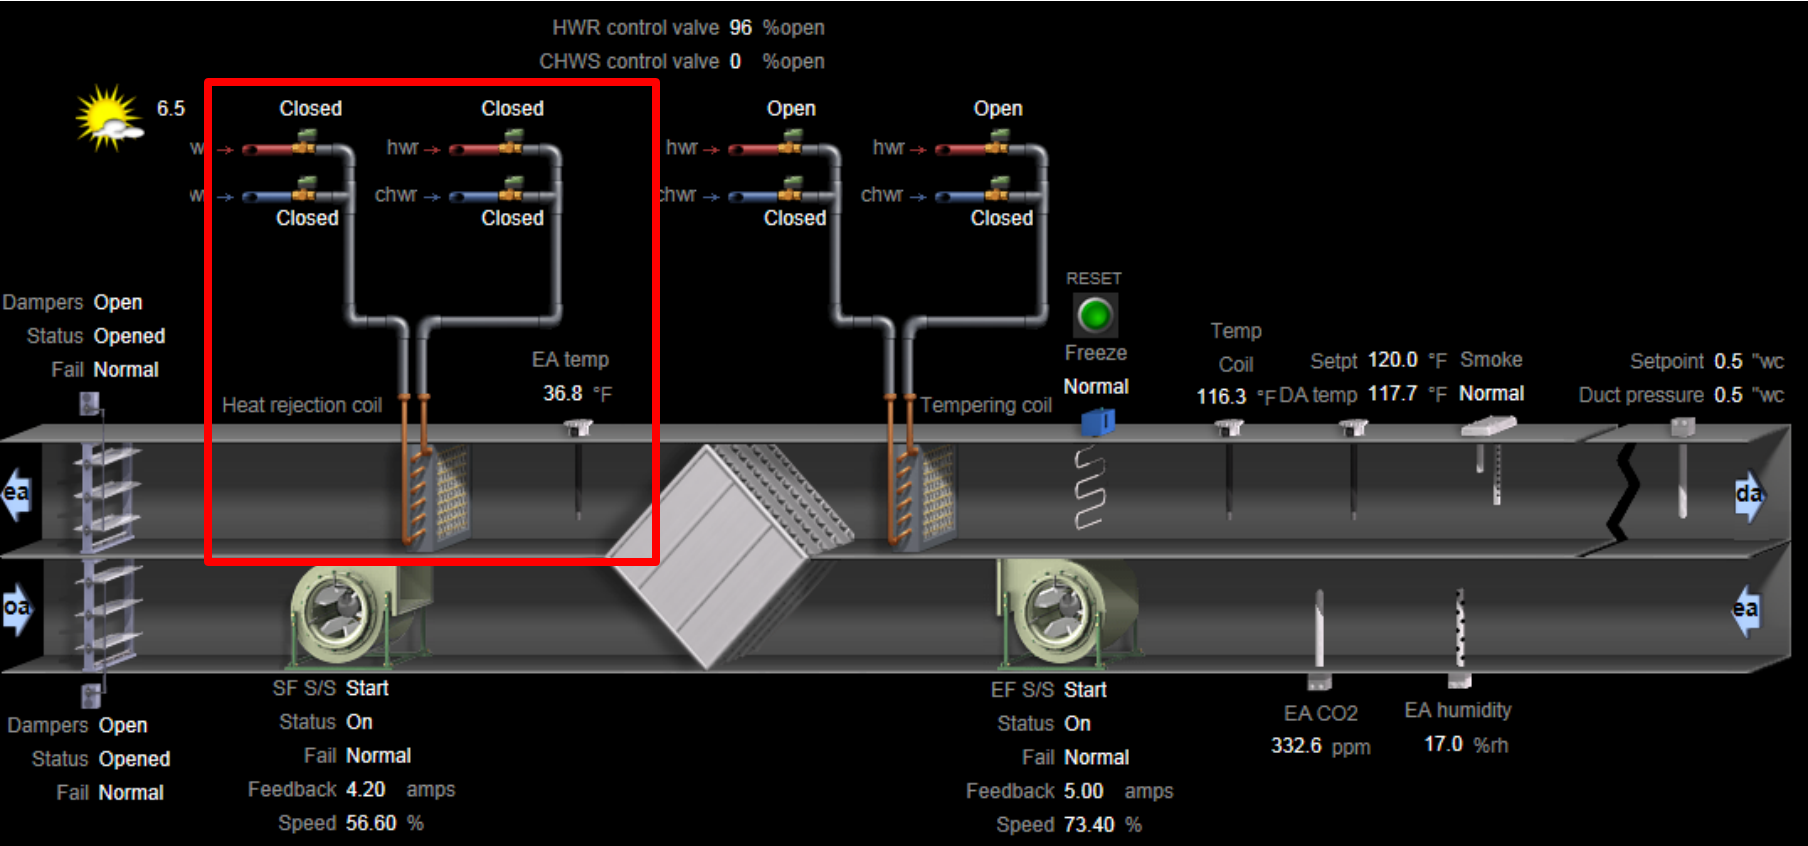 HWR control valve 96 %open
CHWS control valve 0 %open
6.5
Closed Closed Open Open
w hwr hwr hwr
w chwr chwr chwr
Closed Closed Closed Closed
RESET
Freeze
Normal
Dampers Open
Status Opened
Fail Normal
EA temp
36.8 °F
Heat rejection coil
Tempering coil
Temp
Coil
116.3 °F
Setpt 120.0 °F
DA temp 117.7 °F
Smoke
Normal
Setpoint 0.5 "wc
Duct pressure 0.5 "wc
ea
da
oa
ea
Dampers Open
Status Opened
Fail Normal
SF S/S Start
Status On
Fail Normal
Feedback 4.20 amps
Speed 56.60 %
EF S/S Start
Status On
Fail Normal
Feedback 5.00 amps
Speed 73.40 %
EA CO2
332.6 ppm
EA humidity
17.0 %rh